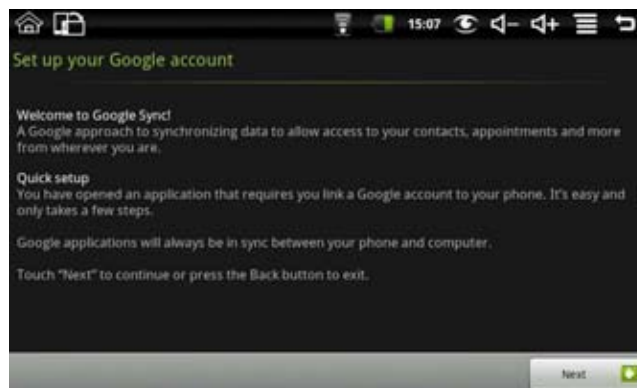 15:07
Set up your Google account
Welcome to Google Sync!
A Google approach to synchronizing data to allow access to your contacts, appointments and more
from wherever you are.
Quick setup
You have opened an application that requires you link a Google account to your phone. It's easy and
only takes a few steps.
Google applications will always be in sync between your phone and computer.
Touch "Next" to continue or press the Back button to exit.
Next